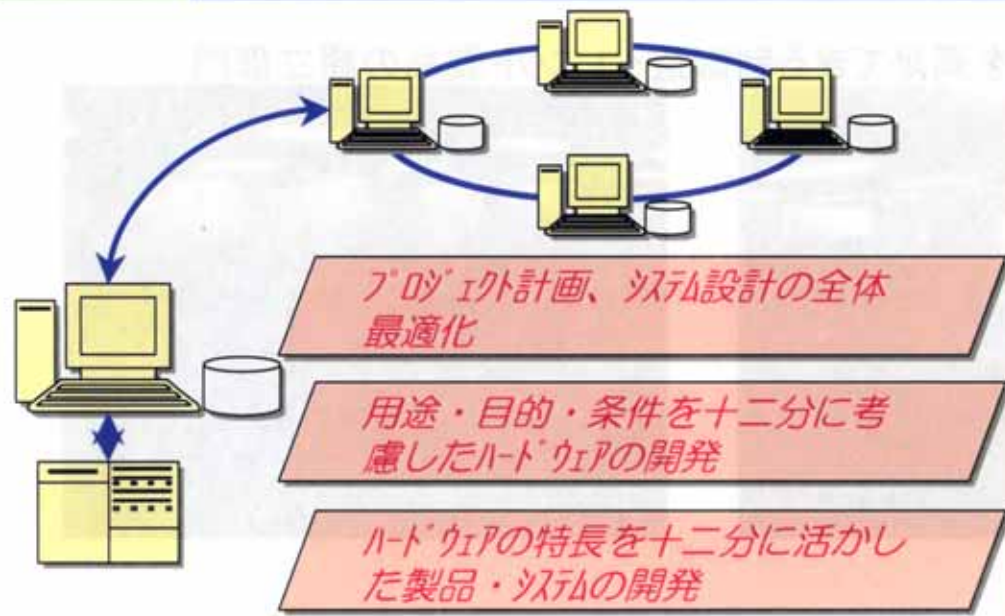 ﾌﾟﾛｼﾞｪｸﾄ計画、ｼｽﾃﾑ設計の全体
最適化
用途・目的・条件を十二分に考
慮したﾊｰﾄﾞｳｪｱの開発
ﾊｰﾄﾞｳｪｱの特長を十二分に活かし
た製品・ｼｽﾃﾑの開発